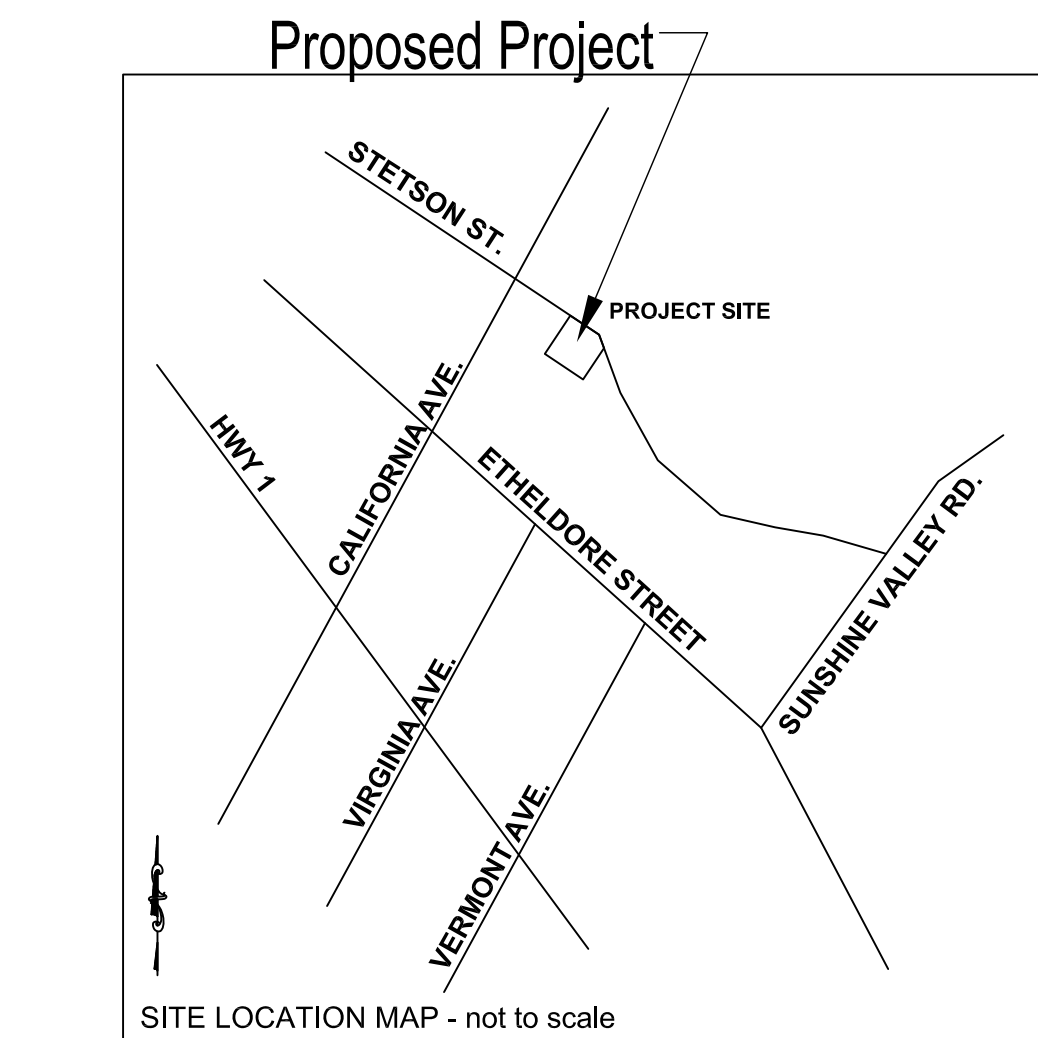 Proposed Project
STETSON ST.
PROJECT SITE
CALIFORNIA AVE.
HWY 1
ETHELDORE STREET
SUNSHINE VALLEY RD.
VIRGINIA AVE.
VERMONT AVE.
SITE LOCATION MAP - not to scale